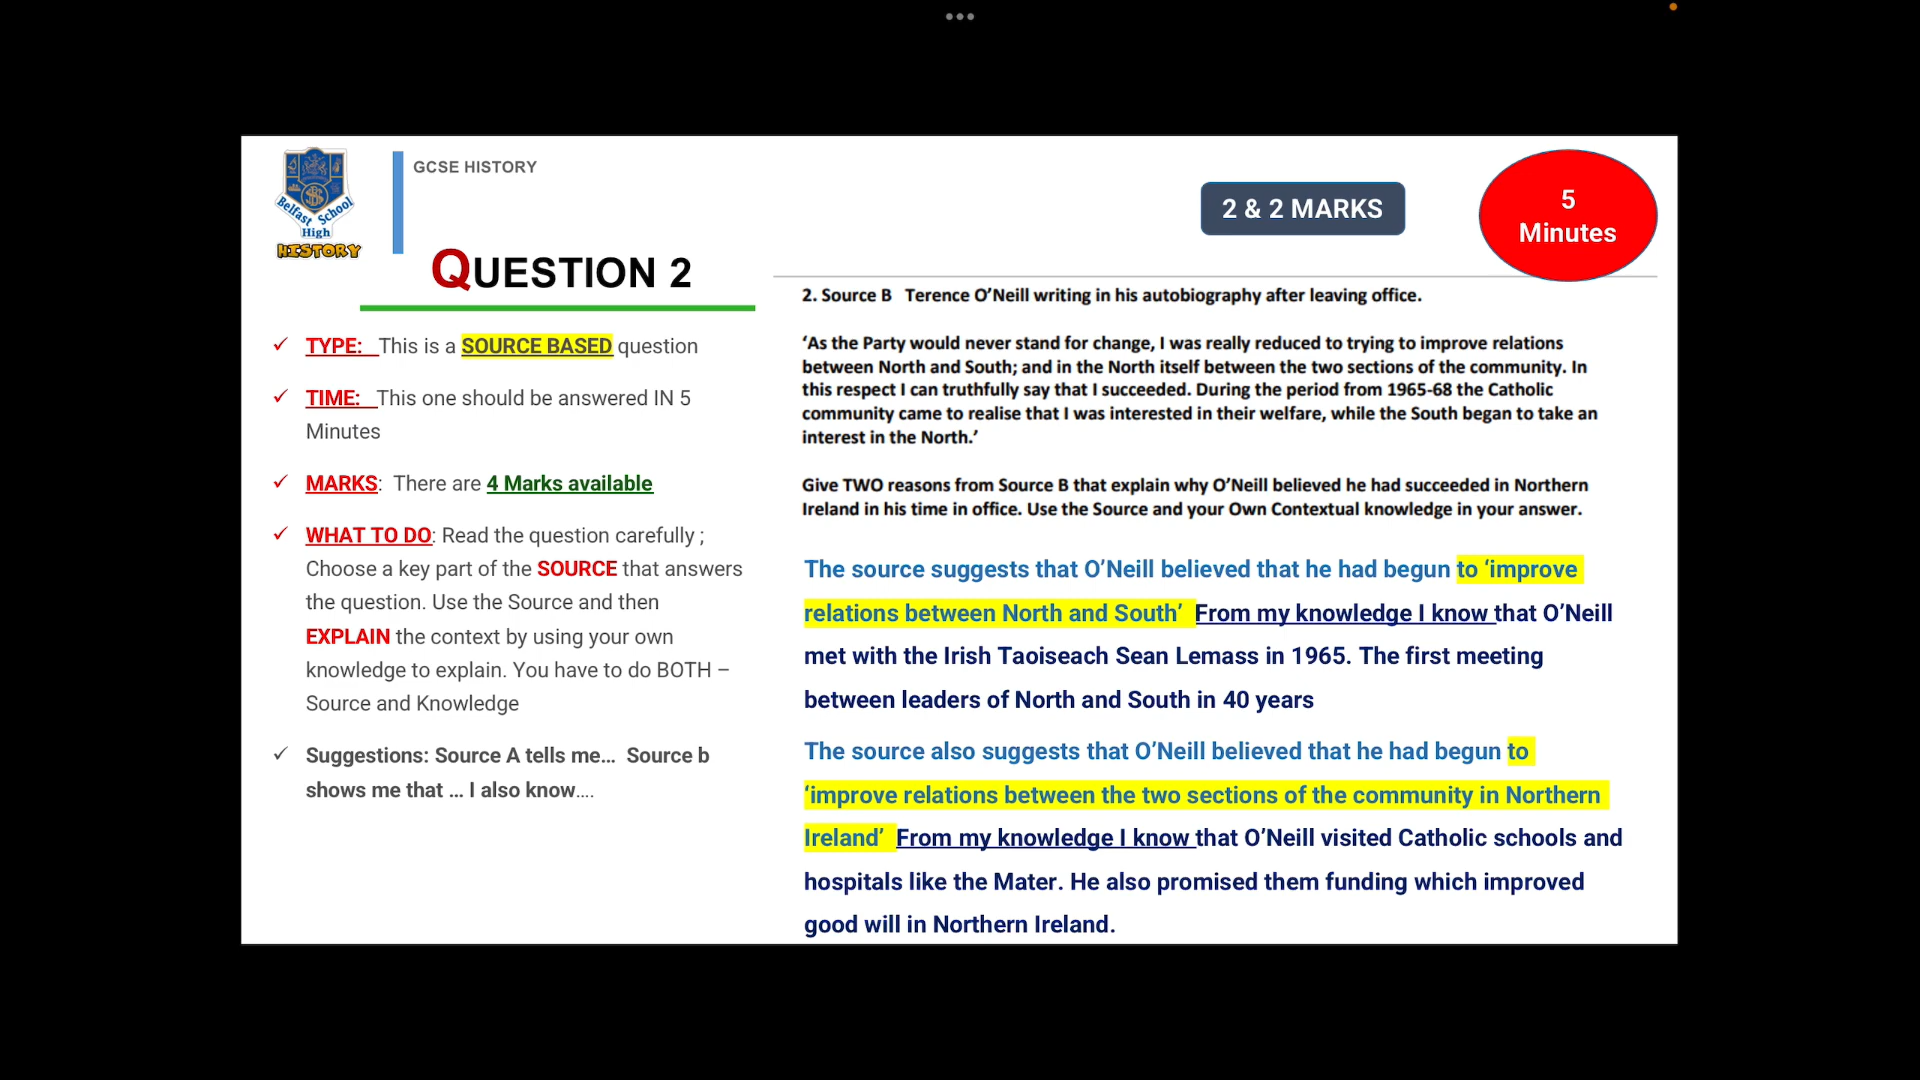 Belfast School
High
HISTORY
GCSE HISTORY
QUESTION 2
2 & 2 MARKS
5
Minutes
✓ TYPE: This is a SOURCE BASED question
✓ TIME: This one should be answered IN 5
Minutes
✓ MARKS: There are 4 Marks available
✓ WHAT TO DO: Read the question carefully ;
Choose a key part of the SOURCE that answers
the question. Use the Source and then
EXPLAIN the context by using your own
knowledge to explain. You have to do BOTH –
Source and Knowledge
✓ Suggestions: Source A tells me… Source b
shows me that … I also know….
2. Source B Terence O’Neill writing in his autobiography after leaving office.
‘As the Party would never stand for change, I was really reduced to trying to improve relations
between North and South; and in the North itself between the two sections of the community. In
this respect I can truthfully say that I succeeded. During the period from 1965-68 the Catholic
community came to realise that I was interested in their welfare, while the South began to take an
interest in the North.’
Give TWO reasons from Source B that explain why O’Neill believed he had succeeded in Northern
Ireland in his time in office. Use the Source and your Own Contextual knowledge in your answer.
The source suggests that O’Neill believed that he had begun to ‘improve
relations between North and South’ From my knowledge I know that O’Neill
met with the Irish Taoiseach Sean Lemass in 1965. The first meeting
between leaders of North and South in 40 years
The source also suggests that O’Neill believed that he had begun to
‘improve relations between the two sections of the community in Northern
Ireland’ From my knowledge I know that O’Neill visited Catholic schools and
hospitals like the Mater. He also promised them funding which improved
good will in Northern Ireland.